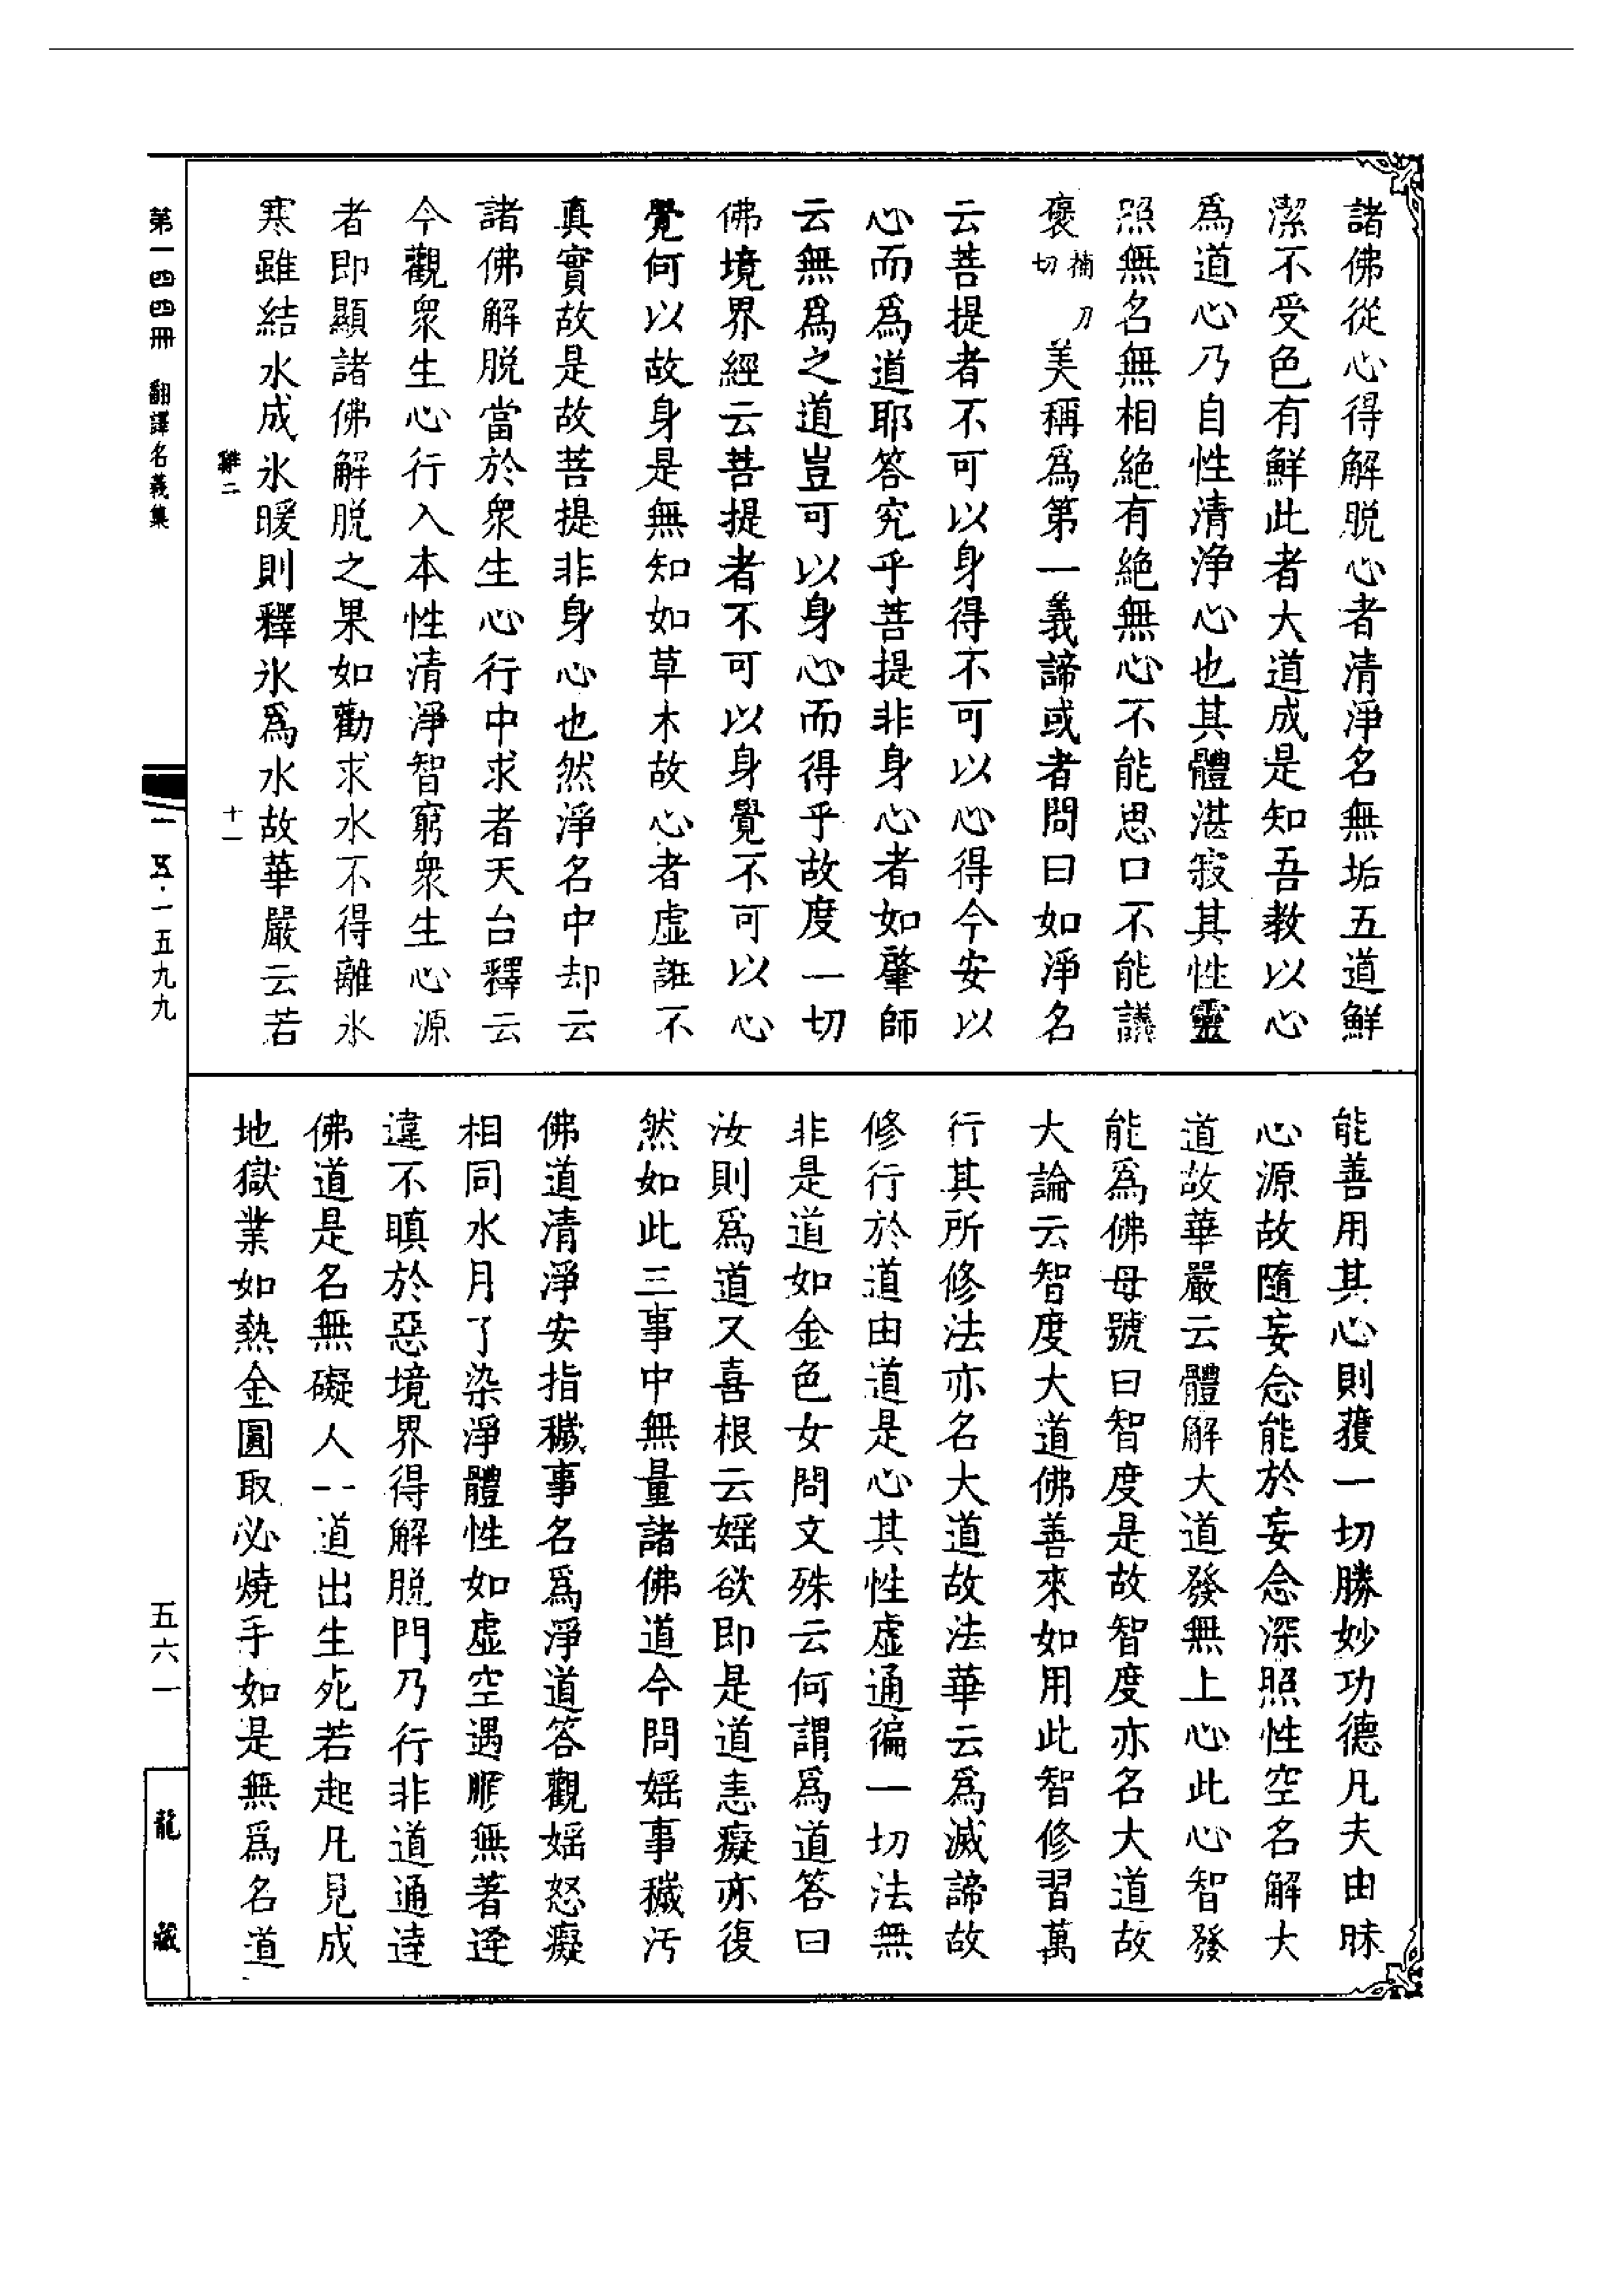 諸佛從心得解脫心者清淨名無垢五道鮮
潔不受色有鮮此者大道成是知吾教以心
爲道心乃自性清淨心也其體湛寂其性靈
照無名無相絕有絕無心不能思口不能議
襃補刀切美稱爲第一義諦或者問曰如淨名
云菩提者不可以身得不可以心得今安以
心而爲道耶答究乎菩提非身心者如肇師
云無爲之道豈可以身心而得乎故度一切
佛境界經云菩提者不可以身覺不可以心
覺何以故身是無知如草木故心者虛誑不
真實故是故菩提非身心也然淨名中却云
諸佛解脫當於眾生心行中求者天台釋云
今觀眾生心行入本性清淨智窮眾生心源
者即顯諸佛解脫之果如勸求水不得離氷
寒雖結水成氷暖則釋氷爲水故華嚴云若
能善用其心則獲一切勝妙功德凡夫由昧
心源故隨妄念能於妄念深照性空名解大
道故華嚴云體解大道發無上心此心智發
能爲佛母號曰智度是故智度亦名大道故
大論云智度大道佛善來如用此智修習萬
行其所修法亦名大道故法華云爲滅諦故
修行於道由道是心其性虛通徧一切法無
非是道如金色女問文殊云何謂爲道答曰
汝則爲道又喜根云婬欲即是道恚癡亦復
然如此三事中無量諸佛道今問婬事穢污
佛道清淨安指穢事名爲淨道答觀婬怒癡
相同水月了染淨體性如虛空遇順無著逢
違不瞋於惡境界得解脫門乃行非道通達
佛道是名無礙人一道出生死若起凡見成
地獄業如熱金圓取必燒手如是無爲名道
第一四四冊 翻譯名義集
雞二
十一
一五·一五九九
五六一
龍藏